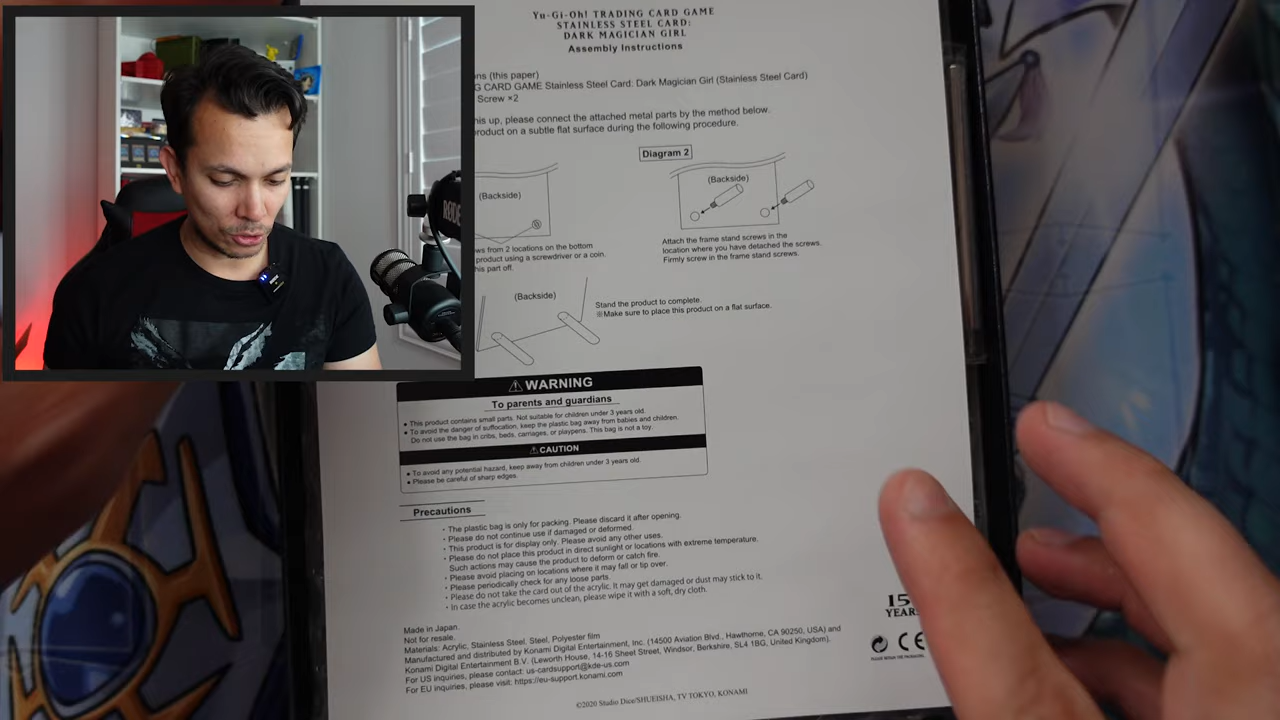 Yu-Gi-Oh! TRADING CARD GAME
STAINLESS STEEL CARD:
DARK MAGICIAN GIRL
Assembly Instructions
ns (this paper)
G CARD GAME Stainless Steel Card: Dark Magician Girl (Stainless Steel Card)
Screw ×2
his up, please connect the attached metal parts by the method below.
roduct on a subtle flat surface during the following procedure.
(Backside)
ws from 2 locations on the bottom
product using a screwdriver or a coin.
his part off.
Diagram 2
(Backside)
Attach the frame stand screws in the
location where you have detached the screws.
Firmly screw in the frame stand screws.
(Backside)
Stand the product to complete.
※Make sure to place this product on a flat surface.
RØDE
⚠WARNING
To parents and guardians
● This product contains small parts. Not suitable for children under 3 years old.
● To avoid the danger of suffocation, keep the plastic bag away from babies and children.
Do not use the bag in cribs, beds, carriages, or playpens. This bag is not a toy.
⚠CAUTION
● To avoid any potential hazard, keep away from children under 3 years old.
● Please be careful of sharp edges.
Precautions
・The plastic bag is only for packing. Please discard it after opening.
・Please do not continue use if damaged or deformed.
・This product is for display only. Please avoid any other uses.
・Please do not place this product in direct sunlight or locations with extreme temperature.
Such actions may cause the product to deform or catch fire.
・Please avoid placing on locations where it may fall or tip over.
・Please periodically check for any loose parts.
・Please do not take the card out of the acrylic. It may get damaged or dust may stick to it.
・In case the acrylic becomes unclean, please wipe it with a soft, dry cloth.
Made in Japan.
Not for resale.
Materials: Acrylic, Stainless Steel, Steel, Polyester film
Manufactured and distributed by Konami Digital Entertainment, Inc. (14500 Aviation Blvd., Hawthorne, CA 90250, USA) and
Konami Digital Entertainment B.V. (Leworth House, 14-16 Sheet Street, Windsor, Berkshire, SL4 1BG, United Kingdom).
For US inquiries, please contact: us-cardsupport@kde-us.com
For EU inquiries, please visit: https://eu-support.konami.com
15
YEAR
CE
PLEASE RETAIN THE PACKAGING
©2020 Studio Dice/SHUEISHA, TV TOKYO, KONAMI